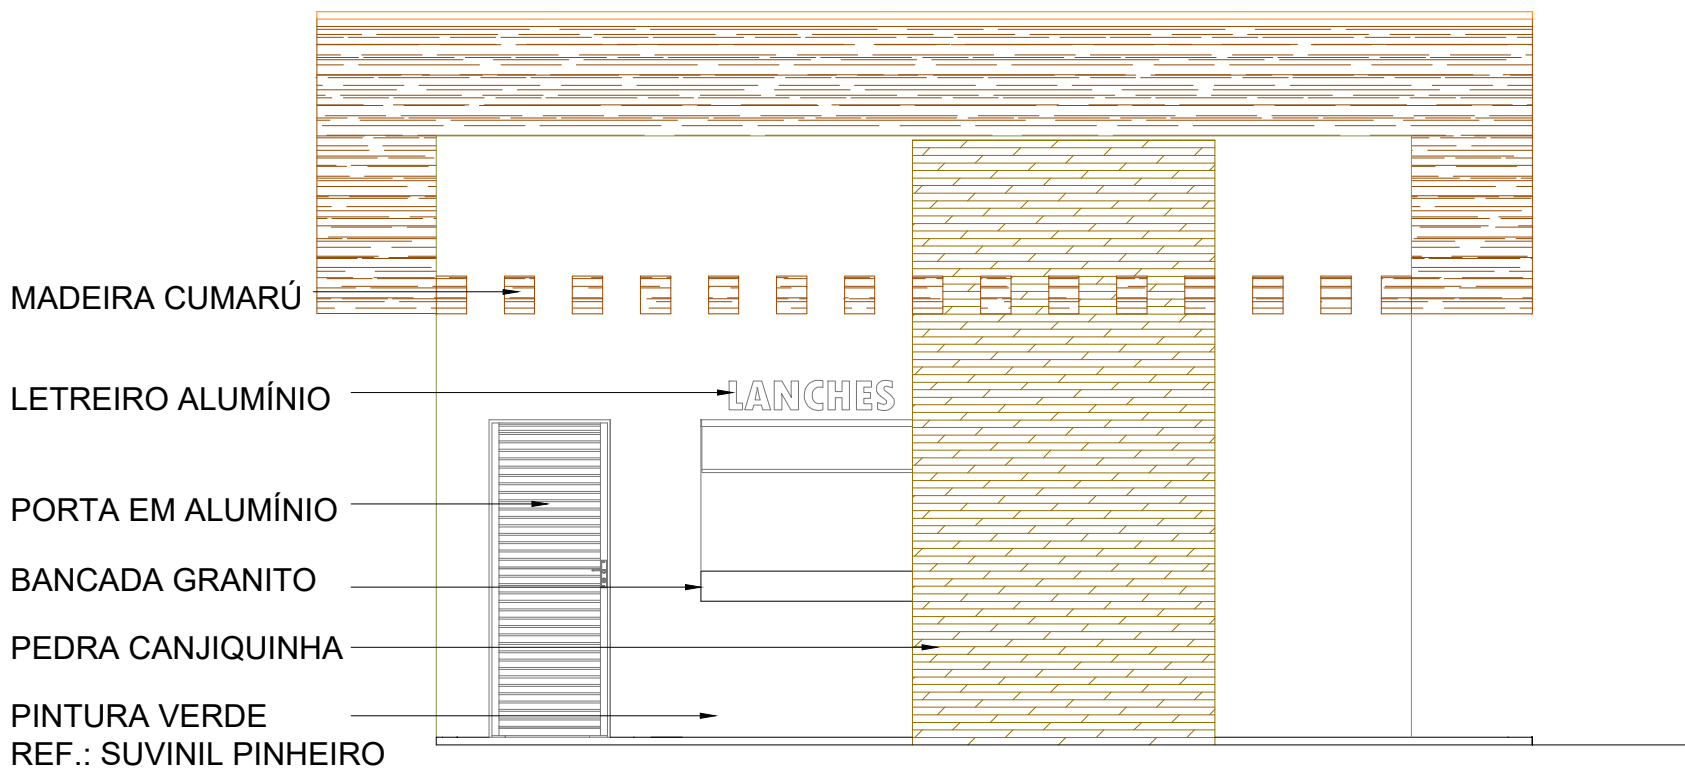 MADEIRA CUMARÚ
LETREIRO ALUMÍNIO
LANCHES
PORTA EM ALUMÍNIO
BANCADA GRANITO
PEDRA CANJIQUINHA
PINTURA VERDE
REF.: SUVINIL PINHEIRO